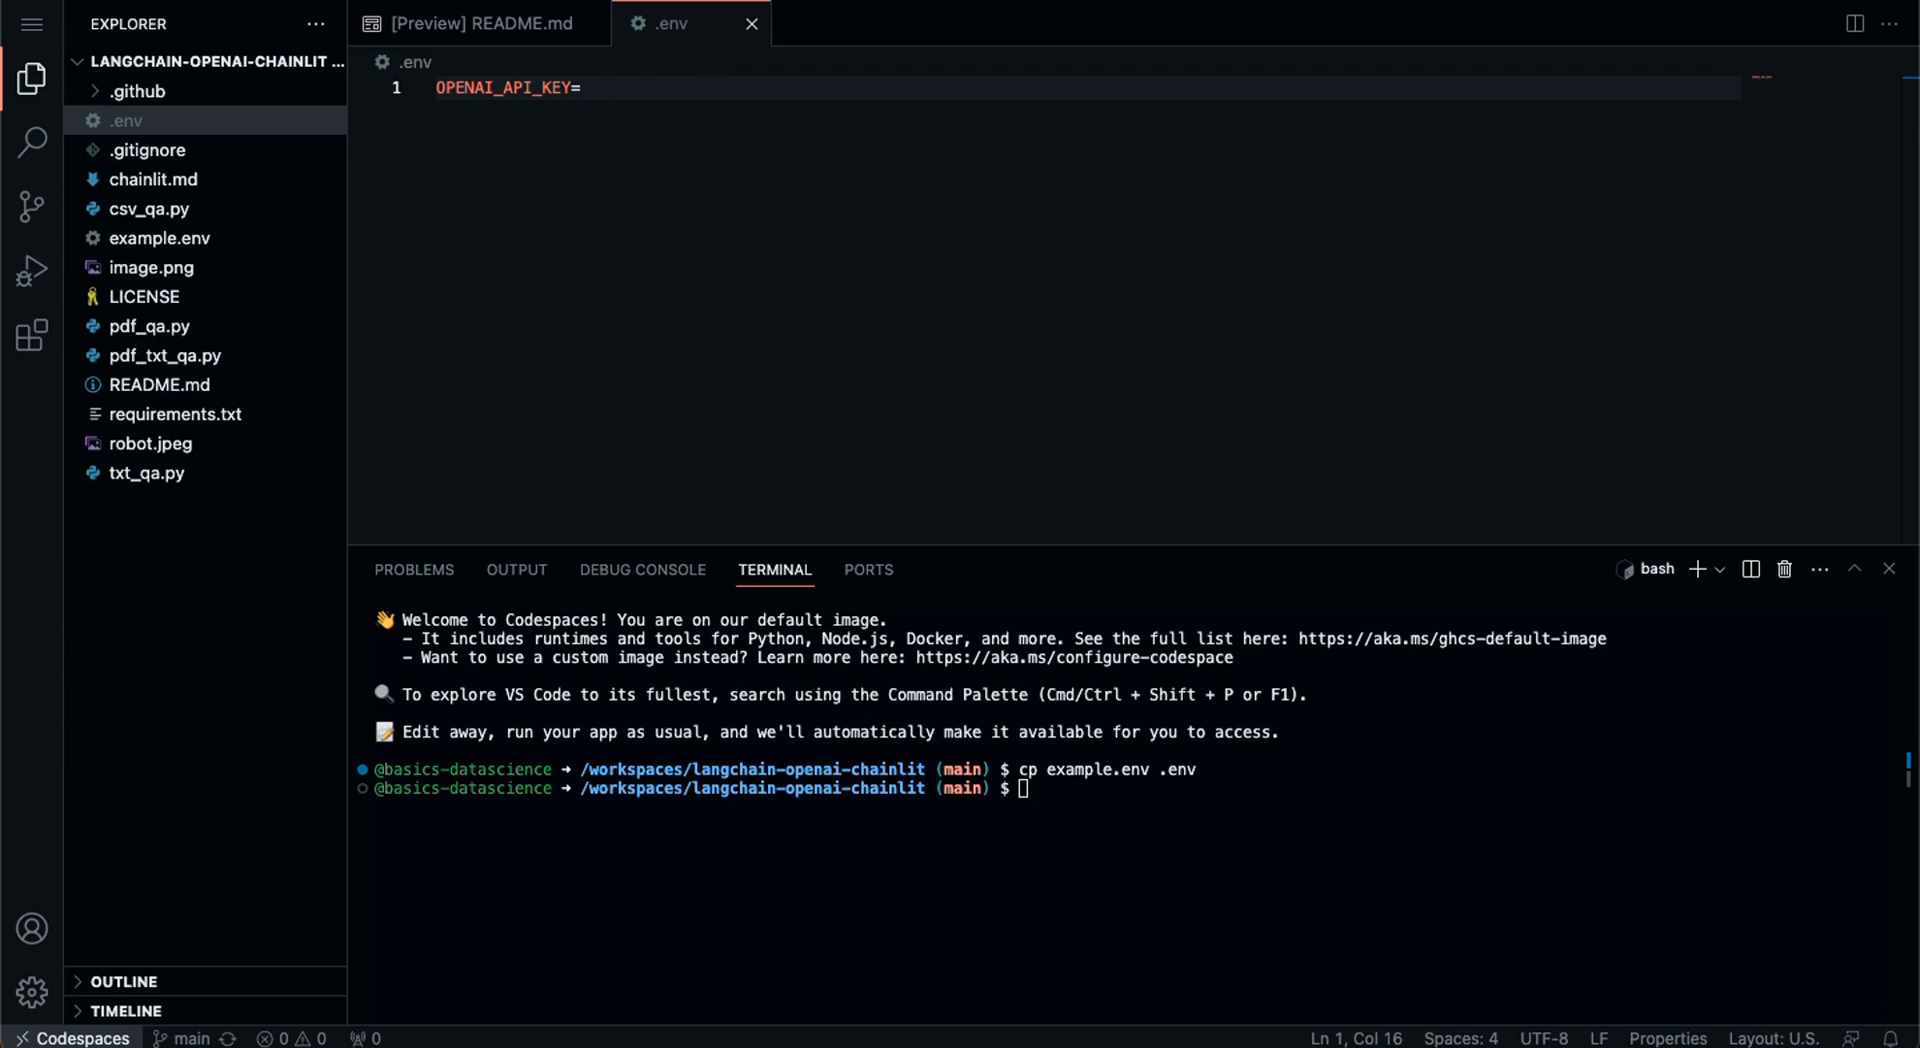 EXPLORER
LANGCHAIN-OPENAI-CHAINLIT ...
.github
.env
.gitignore
chainlit.md
csv_qa.py
example.env
image.png
LICENSE
pdf_qa.py
pdf_txt_qa.py
README.md
requirements.txt
robot.jpeg
txt_qa.py
OUTLINE
TIMELINE
[Preview] README.md
.env
.env
1 OPENAI_API_KEY=
PROBLEMS OUTPUT DEBUG CONSOLE TERMINAL PORTS
bash
👋 Welcome to Codespaces! You are on our default image.
- It includes runtimes and tools for Python, Node.js, Docker, and more. See the full list here: https://aka.ms/ghcs-default-image
- Want to use a custom image instead? Learn more here: https://aka.ms/configure-codespace
🔍 To explore VS Code to its fullest, search using the Command Palette (Cmd/Ctrl + Shift + P or F1).
📝 Edit away, run your app as usual, and we'll automatically make it available for you to access.
@basics-datascience → /workspaces/langchain-openai-chainlit (main) $ cp example.env .env
@basics-datascience → /workspaces/langchain-openai-chainlit (main) $
Codespaces main 0 0 0 Ln 1, Col 16 Spaces: 4 UTF-8 LF Properties Layout: U.S.